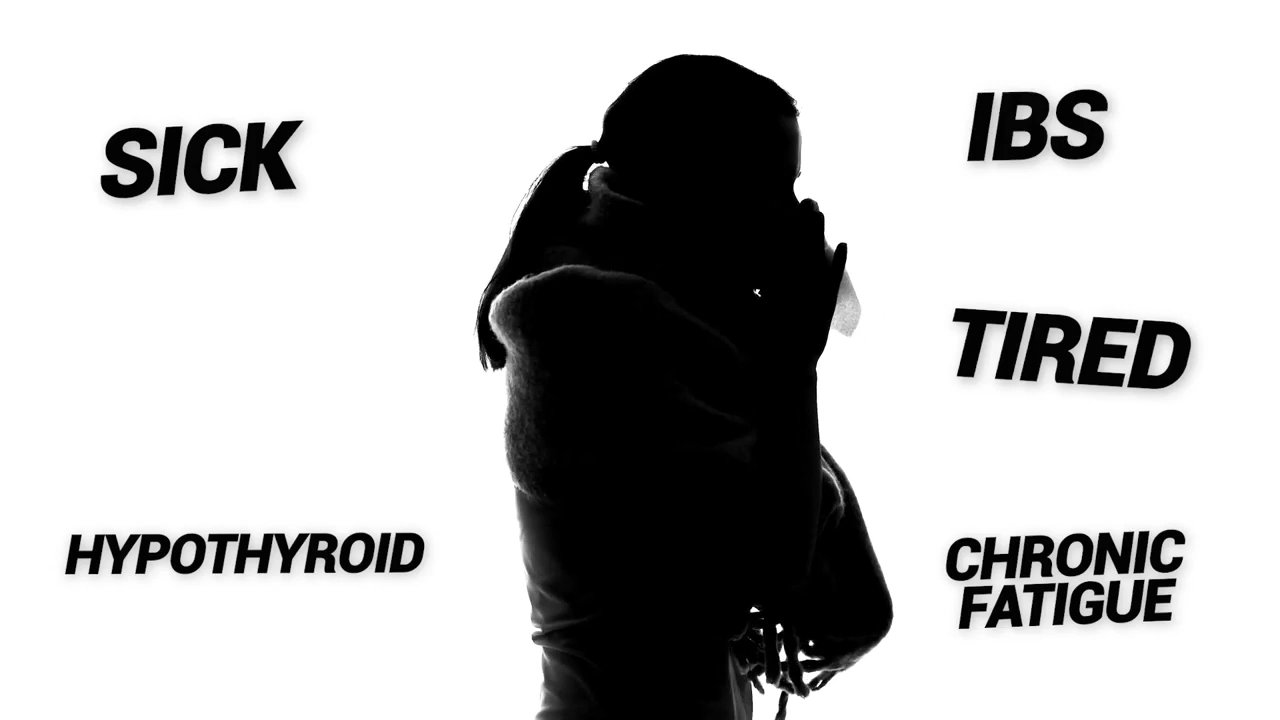 SICK
IBS
TIRED
HYPOTHYROID
CHRONIC
FATIGUE